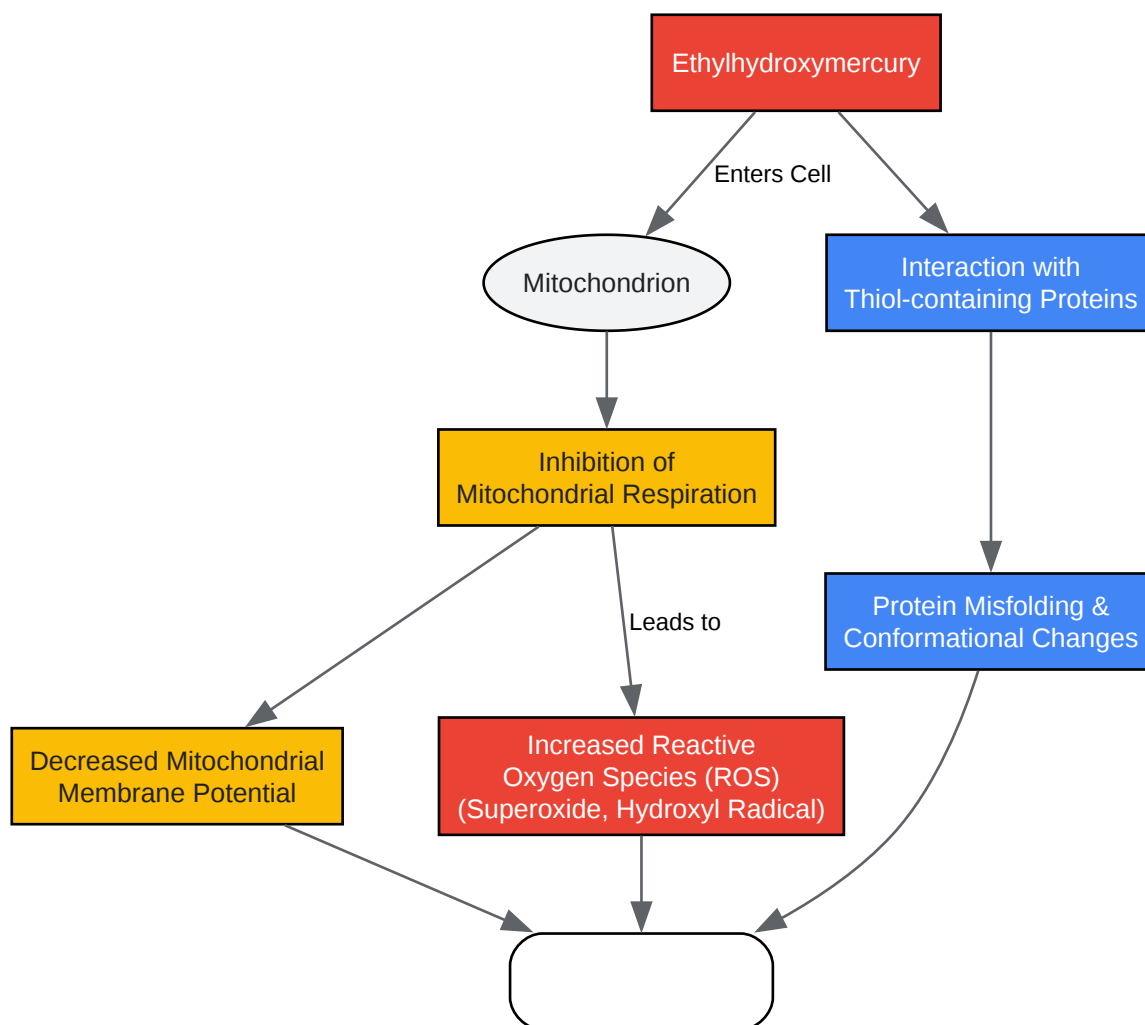 Ethylhydroxymercury
Enters Cell
Mitochondrion
Interaction with
Thiol-containing Proteins
Inhibition of
Mitochondrial Respiration
Leads to
Protein Misfolding &
Conformational Changes
Decreased Mitochondrial
Membrane Potential
Increased Reactive
Oxygen Species (ROS)
(Superoxide, Hydroxyl Radical)